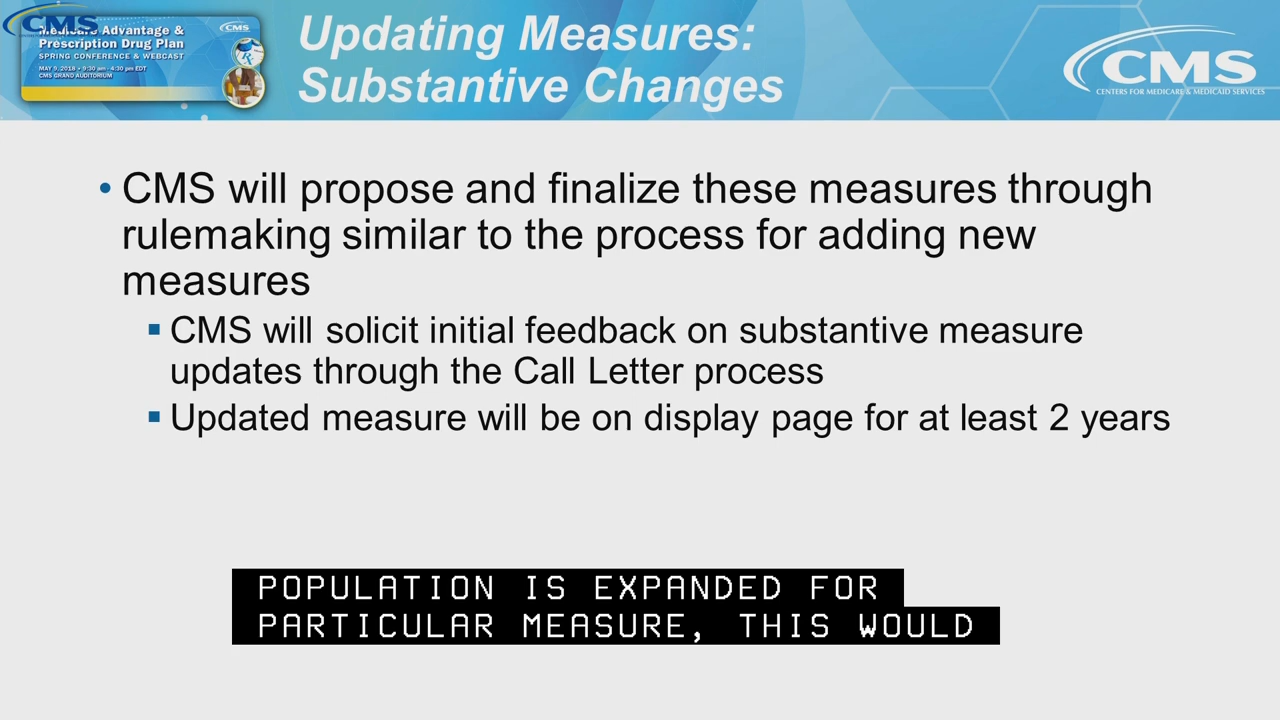 CMS
Medicare Advantage &
Prescription Drug Plan
SPRING CONFERENCE & WEBCAST
MAY 9, 2018 • 9:30 am - 4:30 pm EDT
CMS GRAND AUDITORIUM
CMS
Updating Measures:
Substantive Changes
CMS
CENTERS FOR MEDICARE & MEDICAID SERVICES
• CMS will propose and finalize these measures through
rulemaking similar to the process for adding new
measures
▪ CMS will solicit initial feedback on substantive measure
updates through the Call Letter process
▪ Updated measure will be on display page for at least 2 years
POPULATION IS EXPANDED FOR
PARTICULAR MEASURE, THIS WOULD